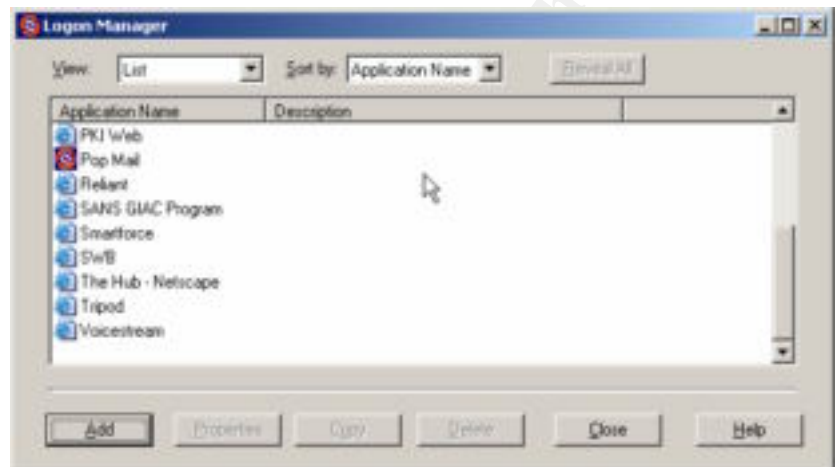 Logon Manager
View: List Sort by: Application Name Reveal All
Application Name Description
PKI Web
Pop Mail
Reliant
SANS GIAC Program
Smartforce
SWB
The Hub - Netscape
Tripod
Voicestream
Add Properties Copy Delete Close Help